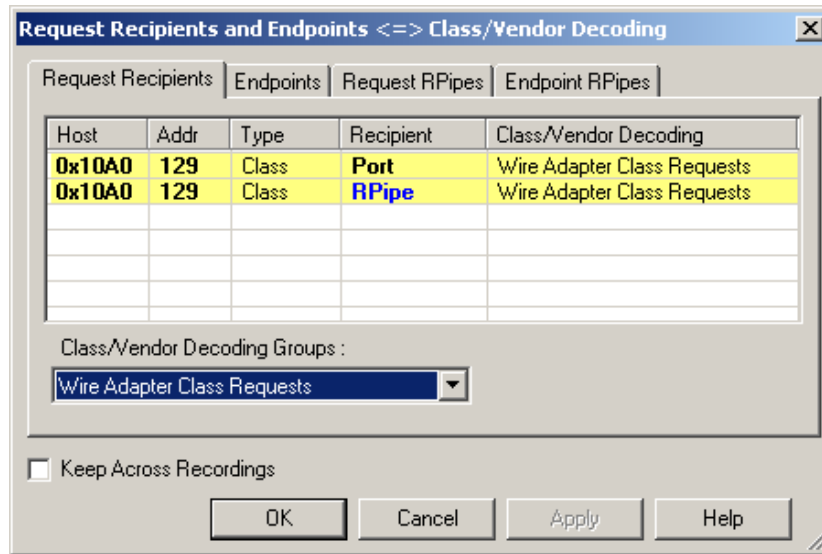 Request Recipients and Endpoints <=> Class/Vendor Decoding
Request Recipients Endpoints Request RPipes Endpoint RPipes
Host Addr Type Recipient Class/Vendor Decoding
0x10A0 129 Class Port Wire Adapter Class Requests
0x10A0 129 Class RPipe Wire Adapter Class Requests
Class/Vendor Decoding Groups :
Wire Adapter Class Requests
Keep Across Recordings
OK Cancel Apply Help